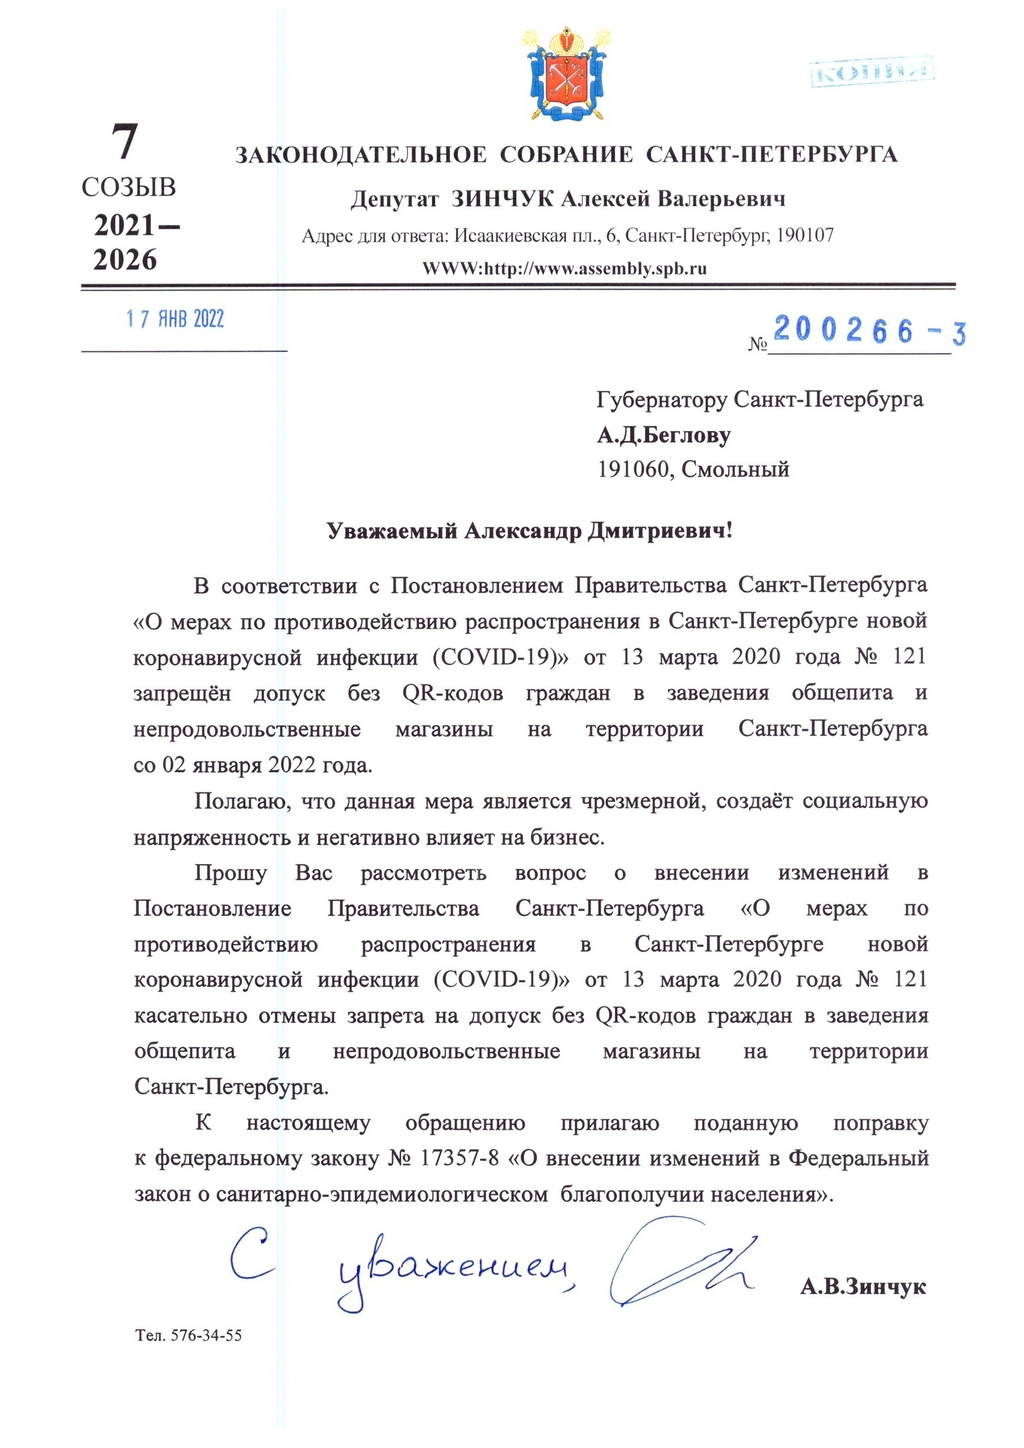 КОПИЯ
7
СОЗЫВ
2021–
2026
ЗАКОНОДАТЕЛЬНОЕ СОБРАНИЕ САНКТ-ПЕТЕРБУРГА
Депутат ЗИНЧУК Алексей Валерьевич
Адрес для ответа: Исаакиевская пл., 6, Санкт-Петербург, 190107
WWW:http://www.assembly.spb.ru
17 ЯНВ 2022
№ 200266-3
Губернатору Санкт-Петербурга
А.Д.Беглову
191060, Смольный
Уважаемый Александр Дмитриевич!
В соответствии с Постановлением Правительства Санкт-Петербурга
«О мерах по противодействию распространения в Санкт-Петербурге новой
коронавирусной инфекции (COVID-19)» от 13 марта 2020 года № 121
запрещён допуск без QR-кодов граждан в заведения общепита и
непродовольственные магазины на территории Санкт-Петербурга
со 02 января 2022 года.
Полагаю, что данная мера является чрезмерной, создаёт социальную
напряженность и негативно влияет на бизнес.
Прошу Вас рассмотреть вопрос о внесении изменений в
Постановление Правительства Санкт-Петербурга «О мерах по
противодействию распространения в Санкт-Петербурге новой
коронавирусной инфекции (COVID-19)» от 13 марта 2020 года № 121
касательно отмены запрета на допуск без QR-кодов граждан в заведения
общепита и непродовольственные магазины на территории
Санкт-Петербурга.
К настоящему обращению прилагаю поданную поправку
к федеральному закону № 17357-8 «О внесении изменений в Федеральный
закон о санитарно-эпидемиологическом благополучии населения».
С уважением,
А.В.Зинчук
Тел. 576-34-55